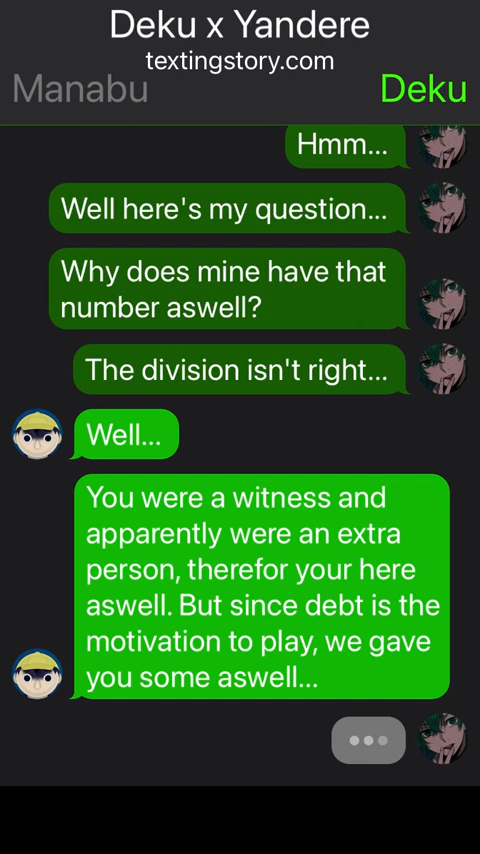 Deku x Yandere
textingstory.com
Manabu
Deku
Hmm...
Well here's my question...
Why does mine have that
number aswell?
The division isn't right...
Well...
You were a witness and
apparently were an extra
person, therefor your here
aswell. But since debt is the
motivation to play, we gave
you some aswell...